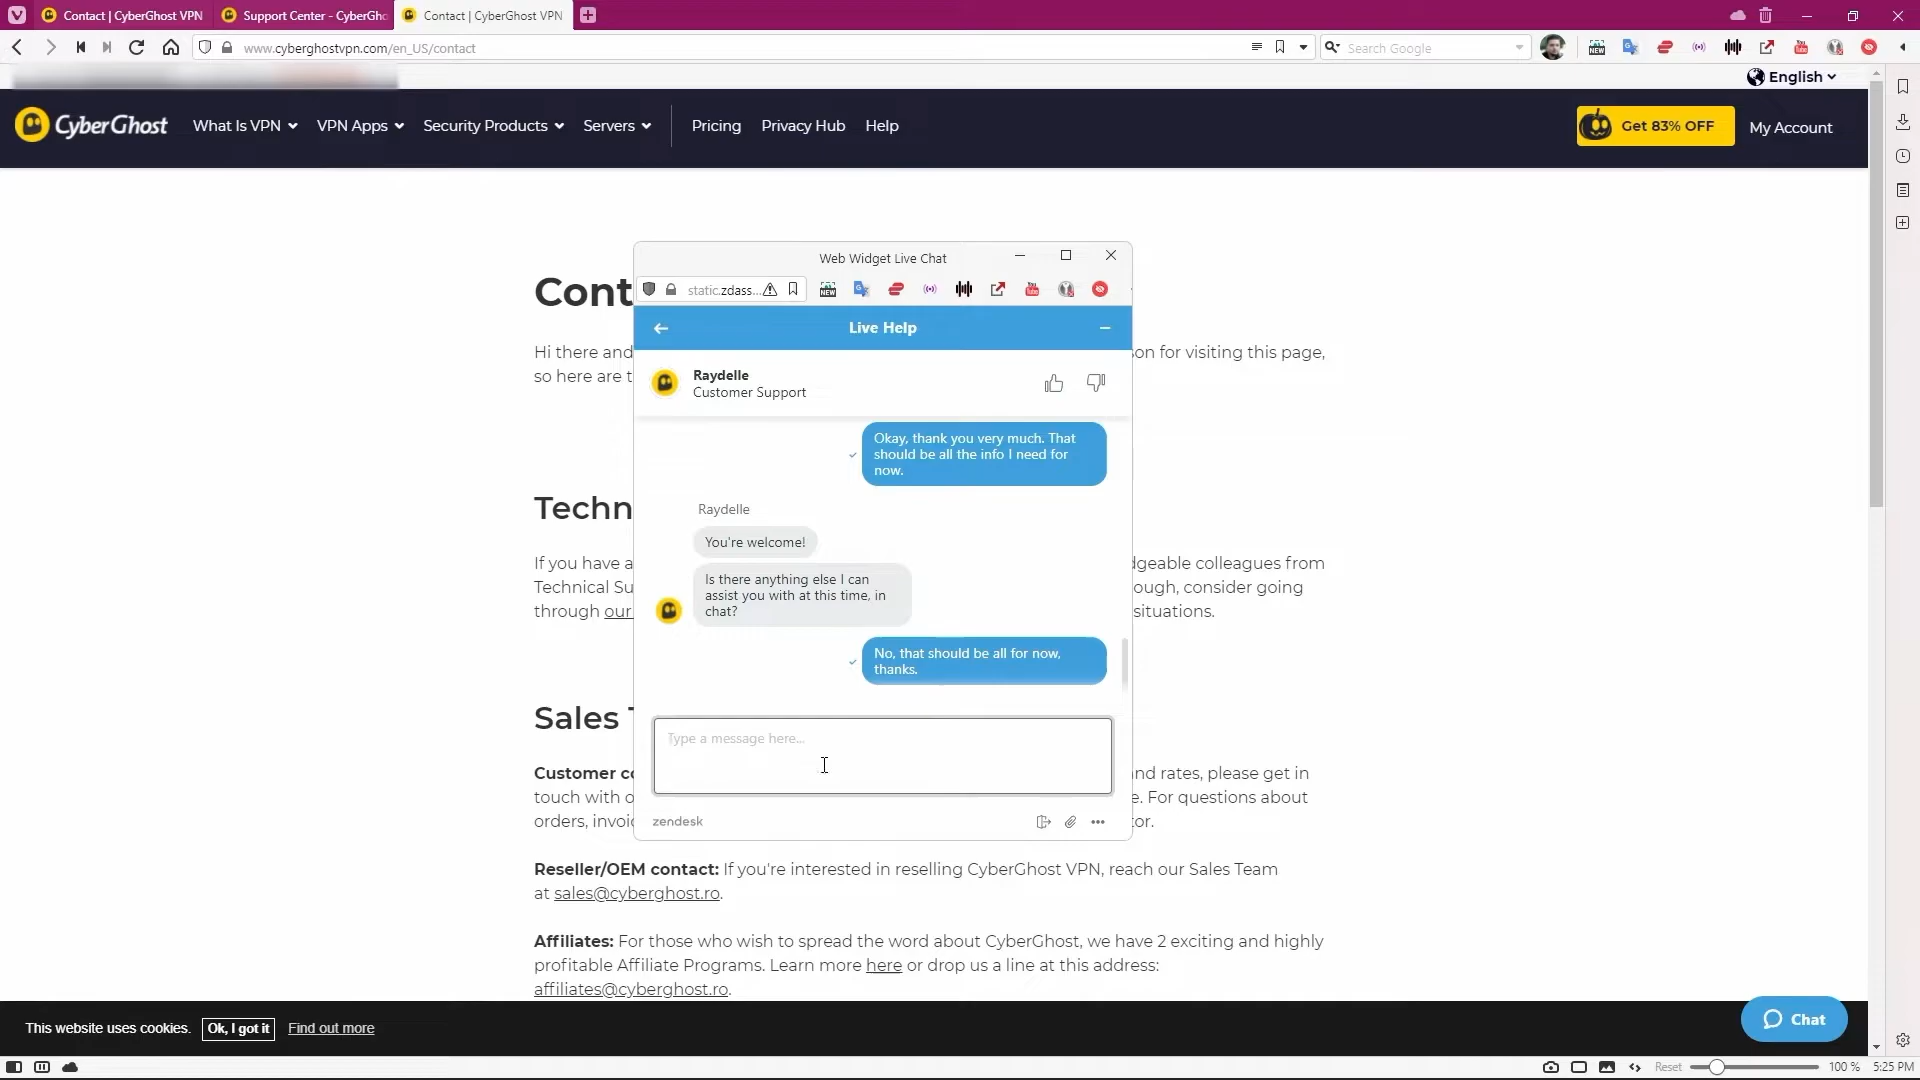 Contact | CyberGhost VPN
Support Center - CyberGho
Contact | CyberGhost VPN
www.cyberghostvpn.com/en_US/contact
Search Google
English
CyberGhost
What Is VPN
VPN Apps
Security Products
Servers
Pricing
Privacy Hub
Help
Get 83% OFF
My Account
Web Widget Live Chat
static.zdass...
Live Help
Raydelle
Customer Support
Okay, thank you very much. That
should be all the info I need for
now.
Raydelle
You're welcome!
Is there anything else I can
assist you with at this time, in
chat?
No, that should be all for now,
thanks.
Type a message here...
zendesk
Cont
Hi there and
on for visiting this page,
so here are t
Techn
If you have a
dgeable colleagues from
Technical Su
ough, consider going
through our
situations.
Sales
Customer co
nd rates, please get in
touch with o
e. For questions about
orders, invoic
tor.
Reseller/OEM contact: If you're interested in reselling CyberGhost VPN, reach our Sales Team
at sales@cyberghost.ro.
Affiliates: For those who wish to spread the word about CyberGhost, we have 2 exciting and highly
profitable Affiliate Programs. Learn more here or drop us a line at this address:
affiliates@cyberghost.ro.
This website uses cookies.
Ok, I got it
Find out more
Chat
Reset
100 %
5:25 PM